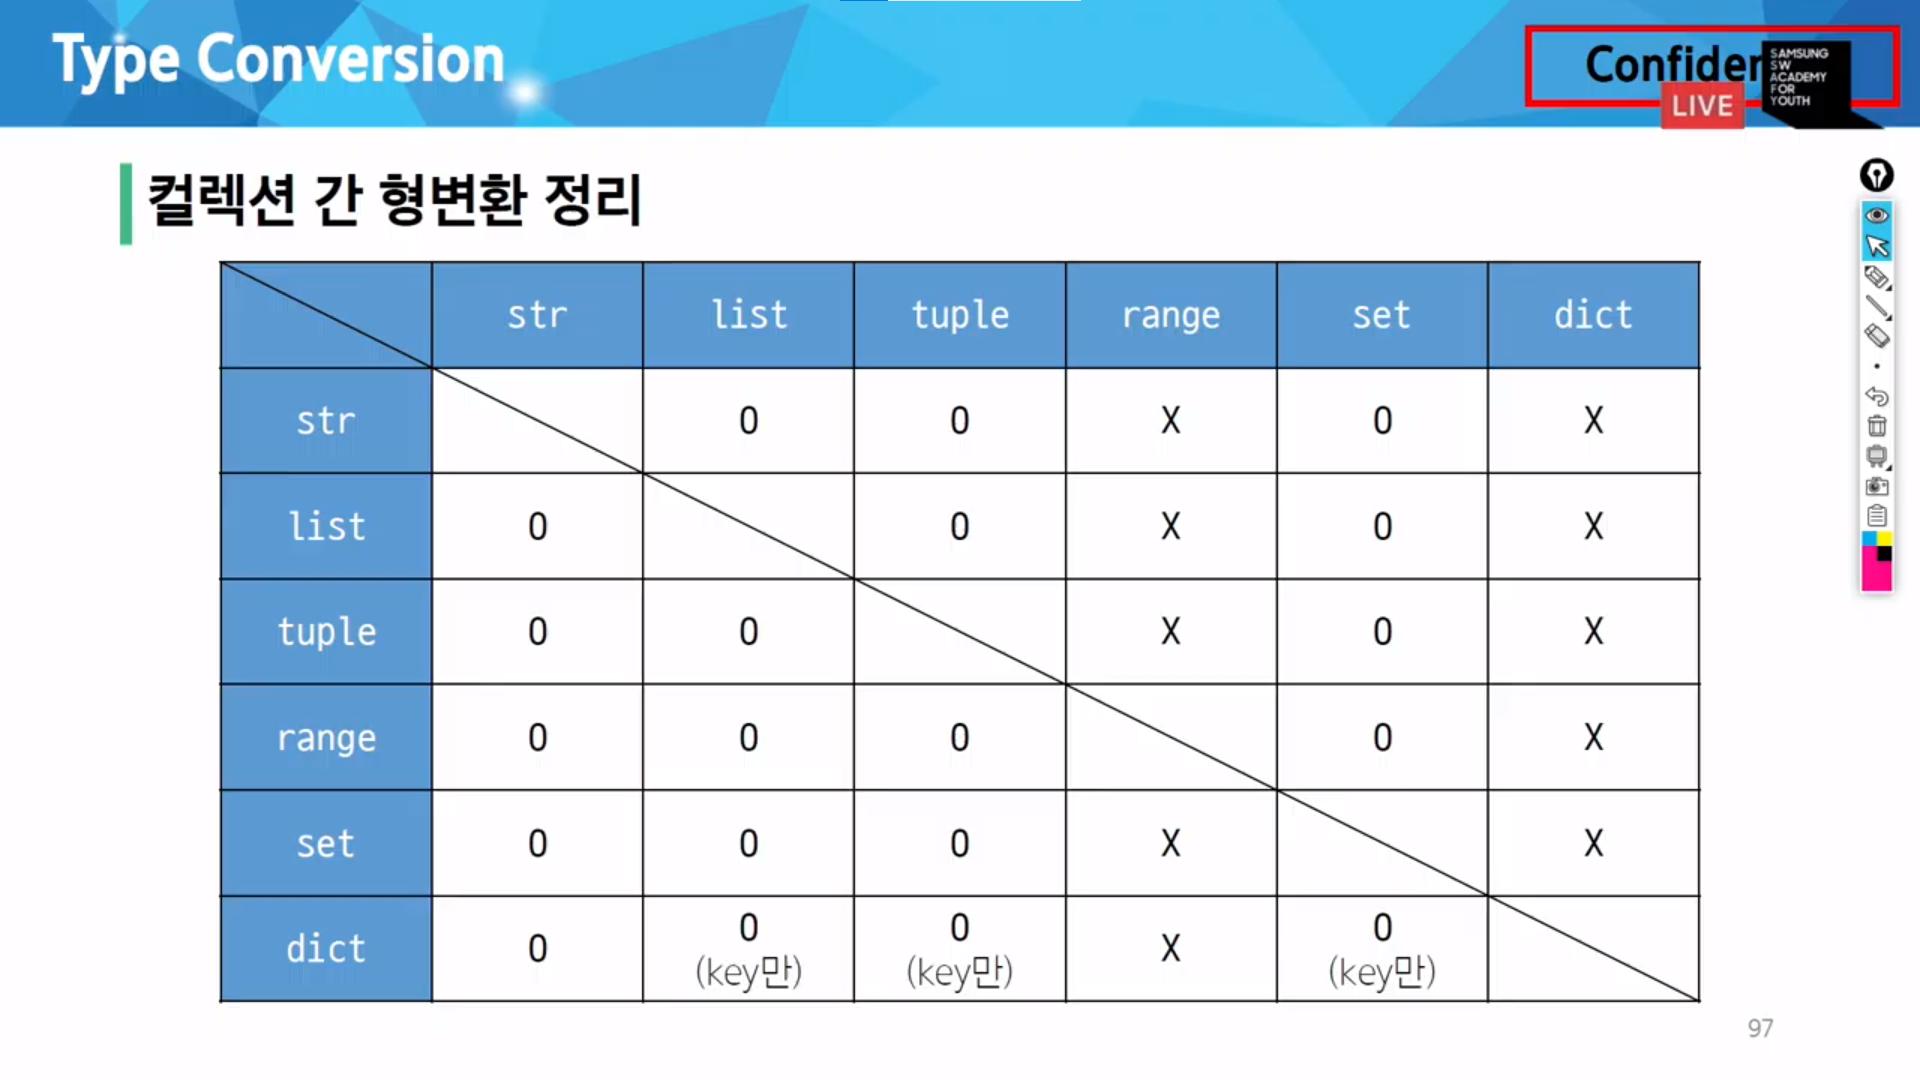 Type Conversion
Confiden
SAMSUNG
SW
ACADEMY
FOR
YOUTH
LIVE
컬렉션 간 형변환 정리
str list tuple range set dict
str O O X O X
list O O X O X
tuple O O X O X
range O O O O X
set O O O X X
dict O O (key만) O (key만) X O (key만)
97